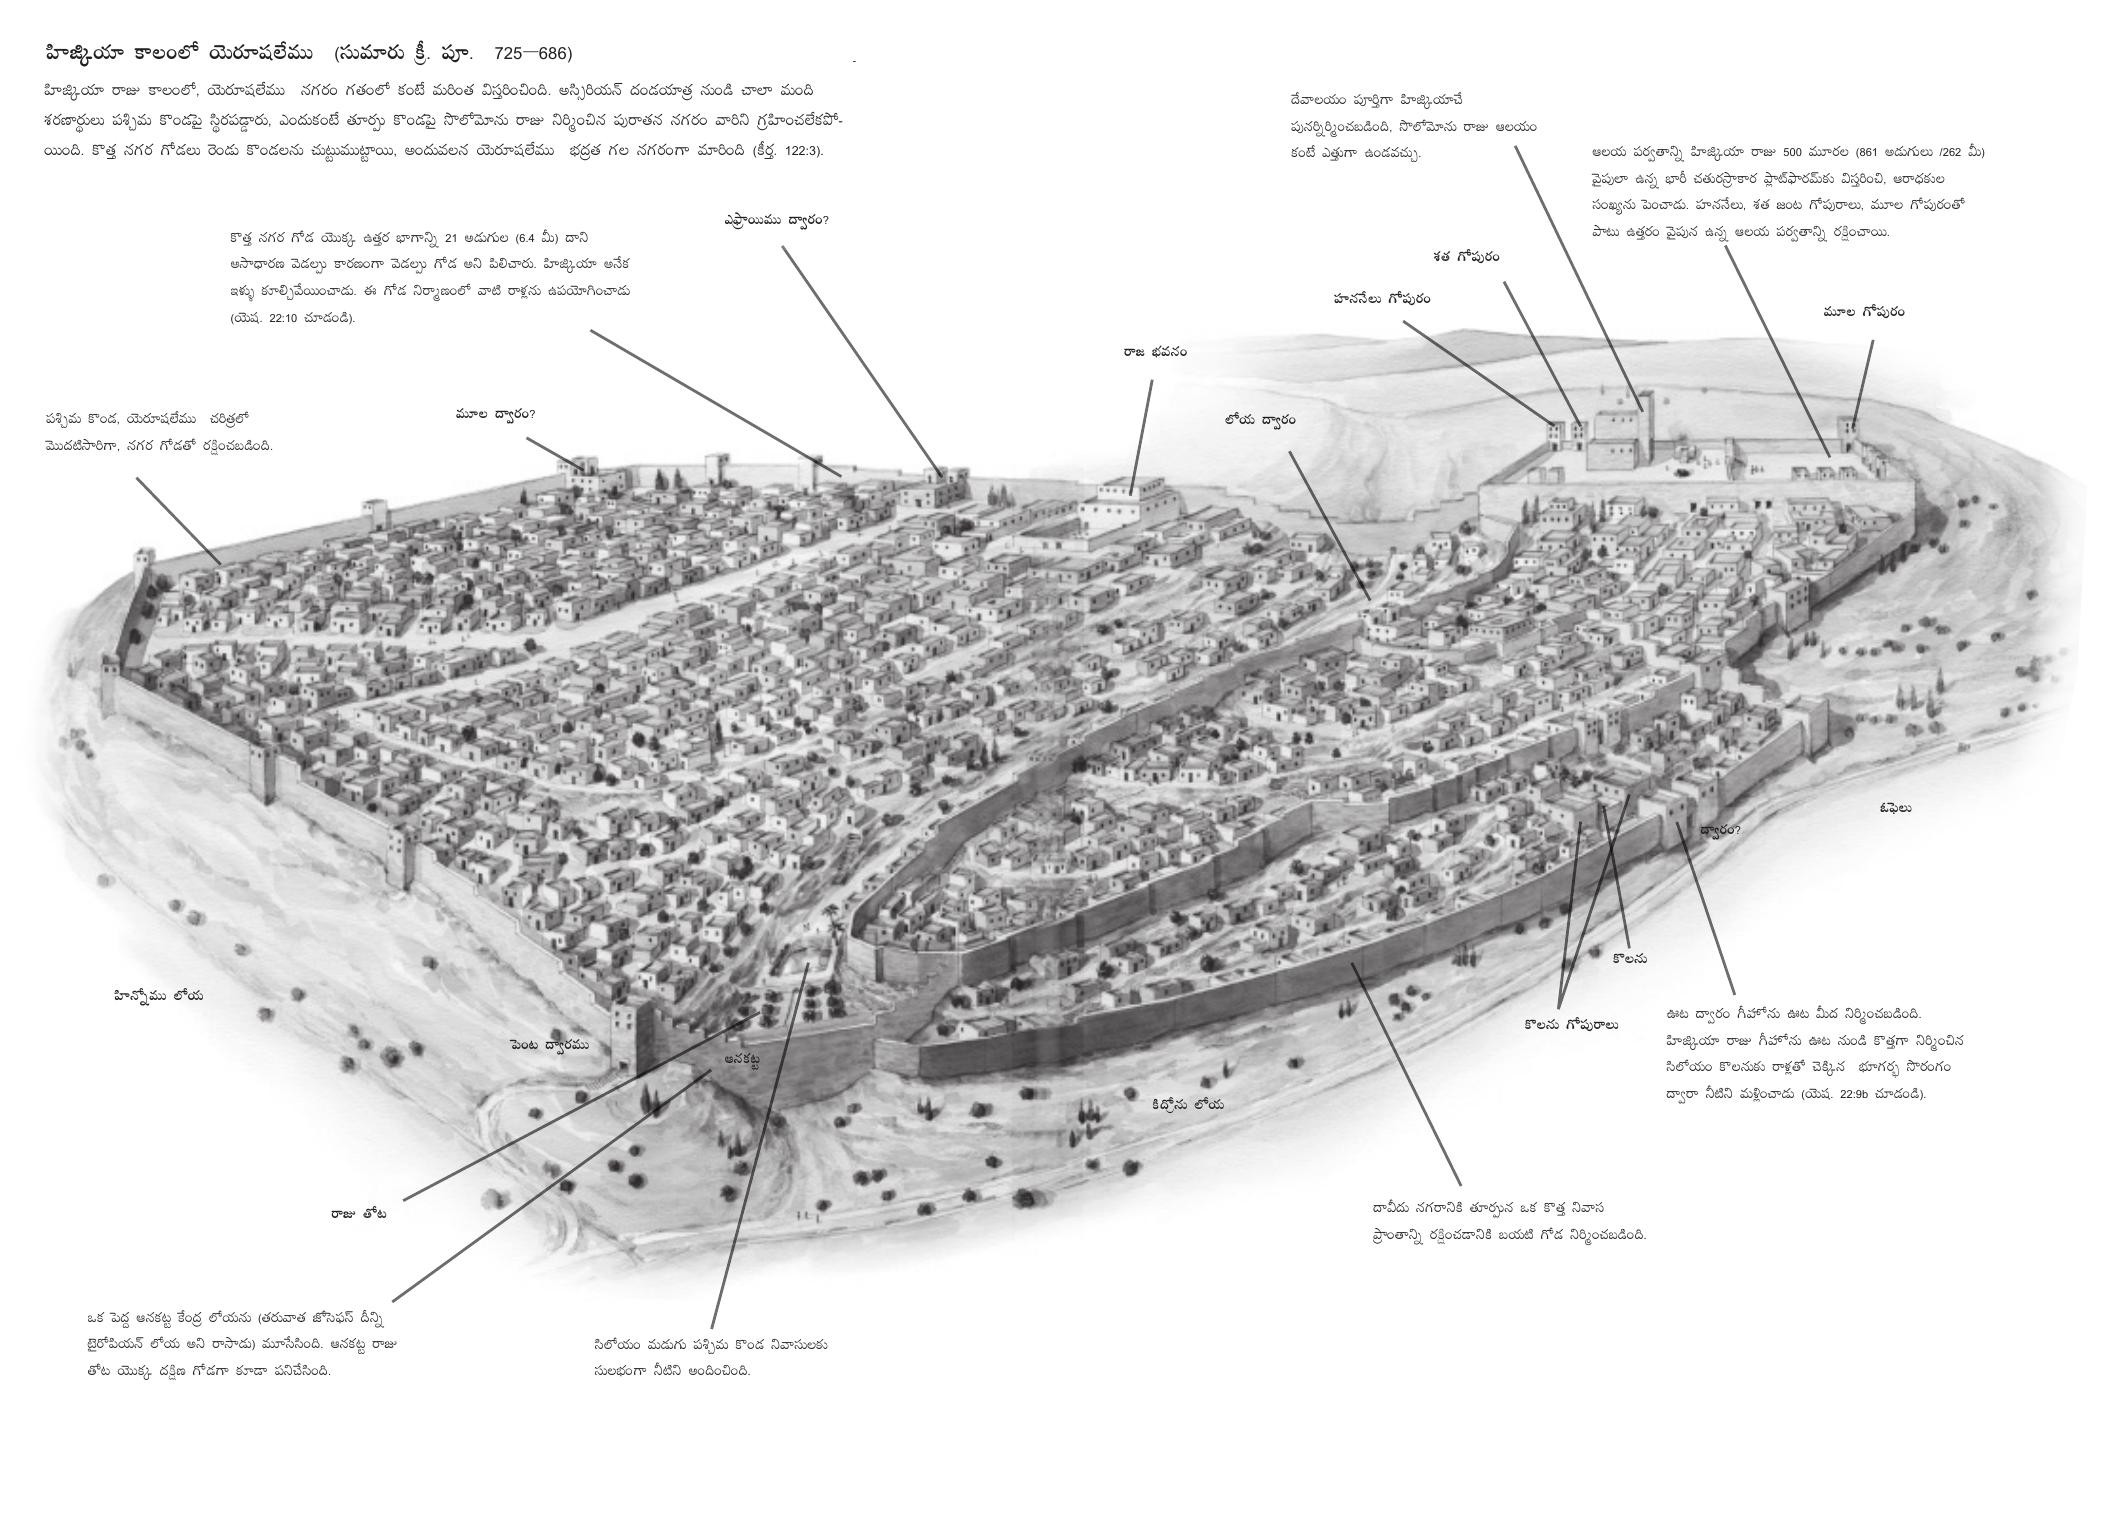 హిజ్కియా కాలంలో యెరూషలేము (సుమారు క్రీ. పూ. 725—686)
హిజ్కియా రాజు కాలంలో, యెరూషలేము నగరం గతంలో కంటే మరింత విస్తరించింది. అస్సిరియన్ దండయాత్ర నుండి చాలా మంది
శరణార్థులు పశ్చిమ కొండపై స్థిరపడ్డారు, ఎందుకంటే తూర్పు కొండపై సొలోమోను రాజు నిర్మించిన పురాతన నగరం వారిని గ్రహించలేకపో-
యింది. కొత్త నగర గోడలు రెండు కొండలను చుట్టుముట్టాయి, అందువలన యెరూషలేము భద్రత గల నగరంగా మారింది (కీర్త. 122:3).
దేవాలయం పూర్తిగా హిజ్కియాచే
పునర్నిర్మించబడింది, సొలోమోను రాజు ఆలయం
కంటే ఎత్తుగా ఉండవచ్చు.
ఆలయ పర్వతాన్ని హిజ్కియా రాజు 500 మూరల (861 అడుగులు /262 మీ)
వైపులా ఉన్న భారీ చతురస్రాకార ప్లాట్‌ఫారమ్‌కు విస్తరించి, ఆరాధకుల
సంఖ్యను పెంచాడు. హననేలు, శత జంట గోపురాలు, మూల గోపురంతో
పాటు ఉత్తరం వైపున ఉన్న ఆలయ పర్వతాన్ని రక్షించాయి.
ఎఫ్రాయిము ద్వారం?
కొత్త నగర గోడ యొక్క ఉత్తర భాగాన్ని 21 అడుగుల (6.4 మీ) దాని
అసాధారణ వెడల్పు కారణంగా వెడల్పు గోడ అని పిలిచారు. హిజ్కియా అనేక
ఇళ్ళు కూల్చివేయించాడు. ఈ గోడ నిర్మాణంలో వాటి రాళ్లను ఉపయోగించాడు
(యెష. 22:10 చూడండి).
శత గోపురం
హననేలు గోపురం
మూల గోపురం
రాజ భవనం
పశ్చిమ కొండ, యెరూషలేము చరిత్రలో
మొదటిసారిగా, నగర గోడతో రక్షించబడింది.
మూల ద్వారం?
లోయ ద్వారం
ఓఫెలు
ద్వారం?
కొలను
హిన్నోము లోయ
కొలను గోపురాలు
ఊట ద్వారం గీహోను ఊట మీద నిర్మించబడింది.
హిజ్కియా రాజు గీహోను ఊట నుండి కొత్తగా నిర్మించిన
సిలోయం కొలనుకు రాళ్లతో చెక్కిన భూగర్భ సొరంగం
ద్వారా నీటిని మళ్లించాడు (యెష. 22:9b చూడండి).
పెంట ద్వారము
ఆనకట్ట
కిద్రోను లోయ
రాజు తోట
దావీదు నగరానికి తూర్పున ఒక కొత్త నివాస
ప్రాంతాన్ని రక్షించడానికి బయటి గోడ నిర్మించబడింది.
ఒక పెద్ద ఆనకట్ట కేంద్ర లోయను (తరువాత జోసెఫస్ దీన్ని
టైరోపియన్ లోయ అని రాసాడు) మూసేసింది. ఆనకట్ట రాజు
తోట యొక్క దక్షిణ గోడగా కూడా పనిచేసింది.
సిలోయం మడుగు పశ్చిమ కొండ నివాసులకు
సులభంగా నీటిని అందించింది.